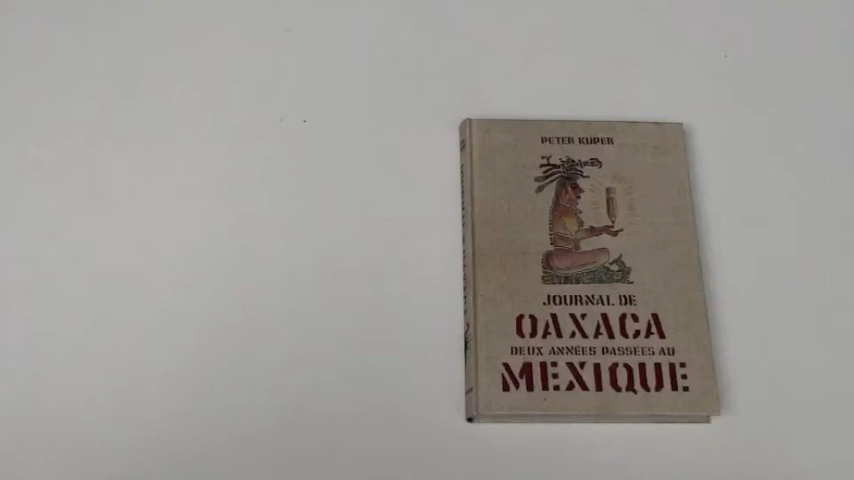 PETER KUPER
JOURNAL DE
OAXACA
DEUX ANNÉES PASSÉES AU
MEXIQUE